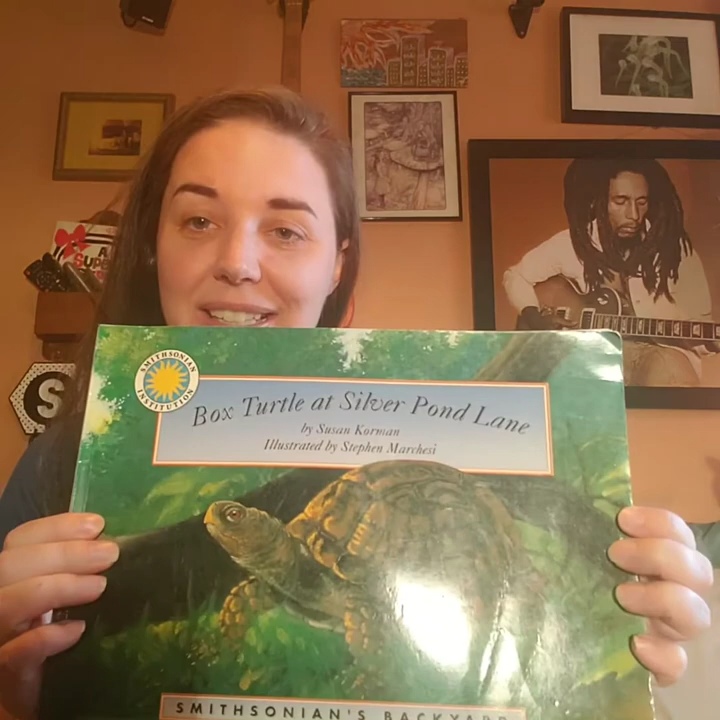 SMITHSONIAN
INSTITUTION
Box Turtle at Silver Pond Lane
by Susan Korman
Illustrated by Stephen Marchesi
SMITHSONIAN'S BACKYARD
S